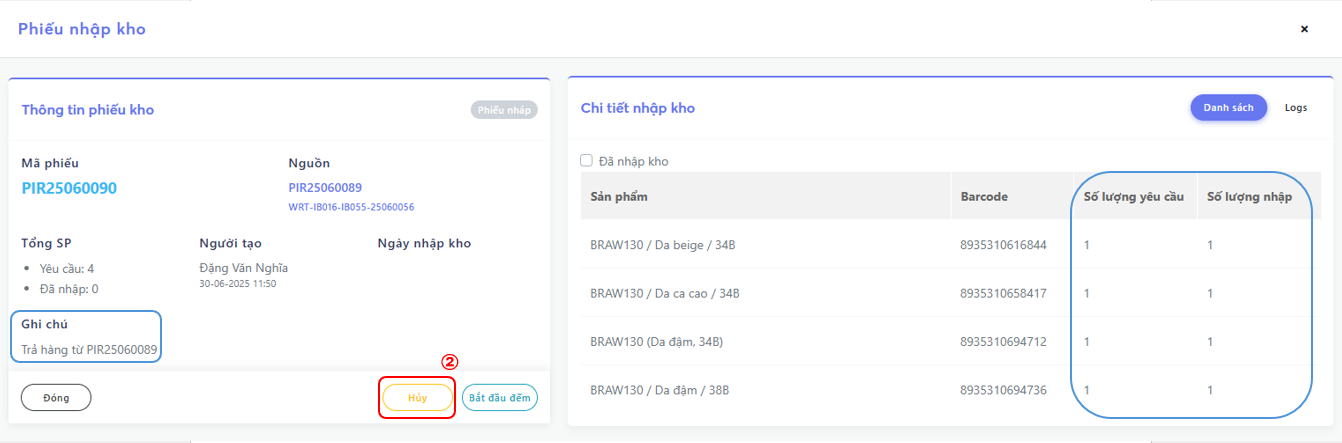 Phiếu nhập kho
×
Thông tin phiếu kho
Phiếu nháp
Mã phiếu
PIR25060090
Nguồn
PIR25060089
WRT-IB016-IB055-25060056
Tổng SP
Yêu cầu: 4
Đã nhập: 0
Người tạo
Đặng Văn Nghĩa
30-06-2025 11:50
Ngày nhập kho
Ghi chú
Trả hàng từ PIR25060089
②
Đóng
Hủy
Bắt đầu đếm
Chi tiết nhập kho
Danh sách
Logs
Đã nhập kho
Sản phẩm Barcode Số lượng yêu cầu Số lượng nhập
BRAW130 / Da beige / 34B 8935310616844 1 1
BRAW130 / Da ca cao / 34B 8935310658417 1 1
BRAW130 (Da đậm, 34B) 8935310694712 1 1
BRAW130 / Da đậm / 38B 8935310694736 1 1